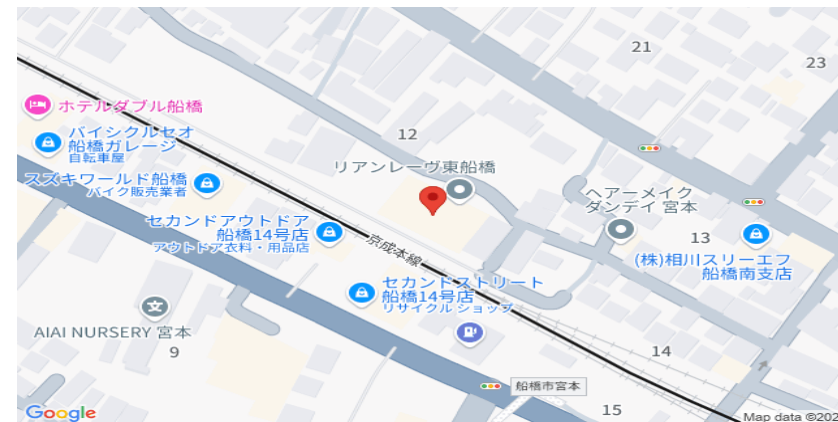 21
23
ホテルダブル船橋
12
バイシクルセオ
船橋ガレージ
自転車屋
リアンレーヴ東船橋
スズキワールド船橋
バイク販売業者
ヘアーメイク
ダンデイ 宮本
セカンドアウトドア
船橋14号店
アウトドア衣料・用品店
京成本線
13
(株)相川スリーエフ
船橋南支店
セカンドストリート
船橋14号店
リサイクル ショップ
AIAI NURSERY 宮本
9
14
船橋市宮本
15
Google
Map data ©202